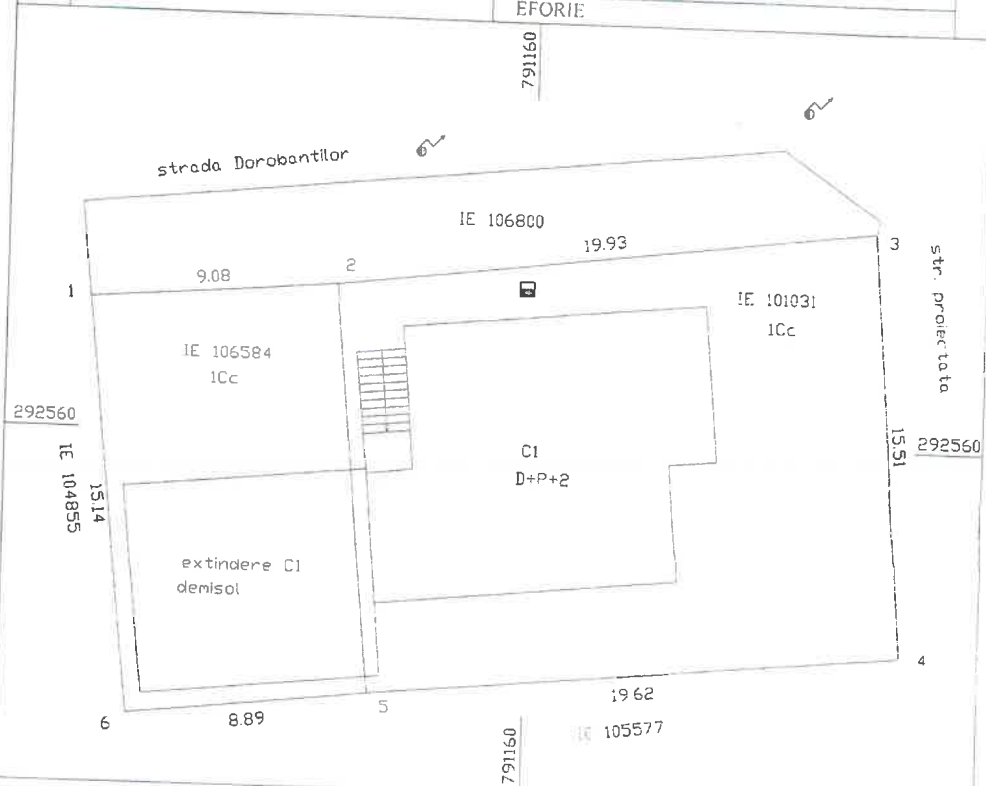 EFORIE
791160
strada Dorobantilor
IE 106800
19.93
3
2
9.08
1
str. proiectata
IE 101031
1Cc
IE 106584
1Cc
292560
C1
D+P+2
15.51
292560
IE 104855
15.14
extindere C1
demisol
4
19 62
5
8.89
6
105577
791160